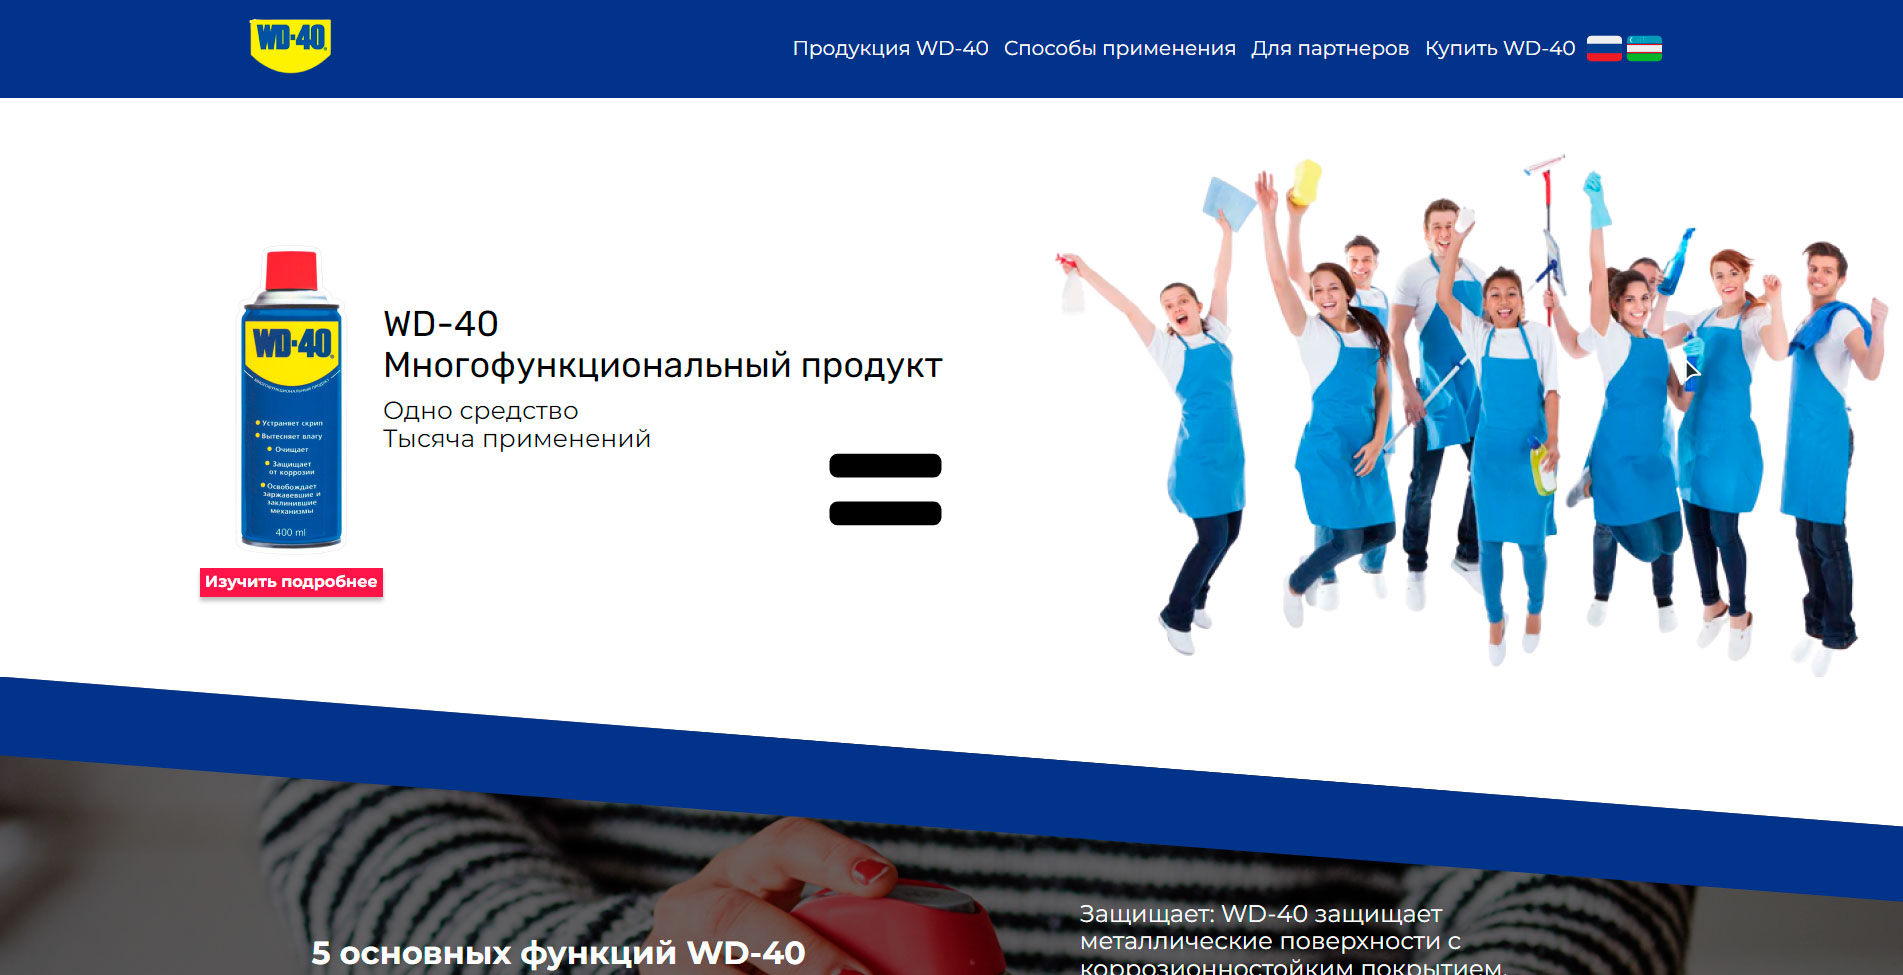 WD-40
Продукция WD-40 Способы применения Для партнеров Купить WD-40
WD-40
Многофункциональный продукт
Одно средство
Тысяча применений
WD-40
МНОГОФУНКЦИОНАЛЬНЫЙ ПРОДУКТ
Устраняет скрип
Вытесняет влагу
Очищает
Защищает
от коррозии
Освобождает
заржавевшие и
заклинившие
механизмы
400 ml
Изучить подробнее
5 основных функций WD-40
Защищает: WD-40 защищает
металлические поверхности с
коррозионностойким покрытием,